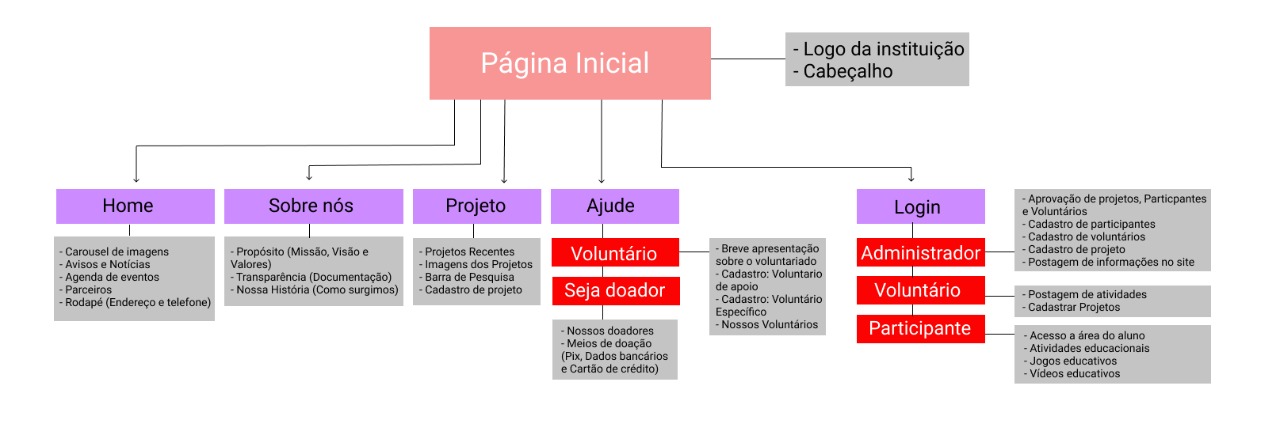 Página Inicial
- Logo da instituição
- Cabeçalho
Home
- Carousel de imagens
- Avisos e Notícias
- Agenda de eventos
- Parceiros
- Rodapé (Endereço e telefone)
Sobre nós
- Propósito (Missão, Visão e
Valores)
- Transparência (Documentação)
- Nossa História (Como surgimos)
Projeto
- Projetos Recentes
- Imagens dos Projetos
- Barra de Pesquisa
- Cadastro de projeto
Ajude
Voluntário
- Breve apresentação
sobre o voluntariado
- Cadastro: Voluntario
de apoio
- Cadastro: Voluntário
Específico
- Nossos Voluntários
Seja doador
- Nossos doadores
- Meios de doação
(Pix, Dados bancários
e Cartão de crédito)
Login
Administrador
- Aprovação de projetos, Particpantes
e Voluntários
- Cadastro de participantes
- Cadastro de voluntários
- Cadastro de projeto
- Postagem de informações no site
Voluntário
- Postagem de atividades
- Cadastrar Projetos
Participante
- Acesso a área do aluno
- Atividades educacionais
- Jogos educativos
- Vídeos educativos